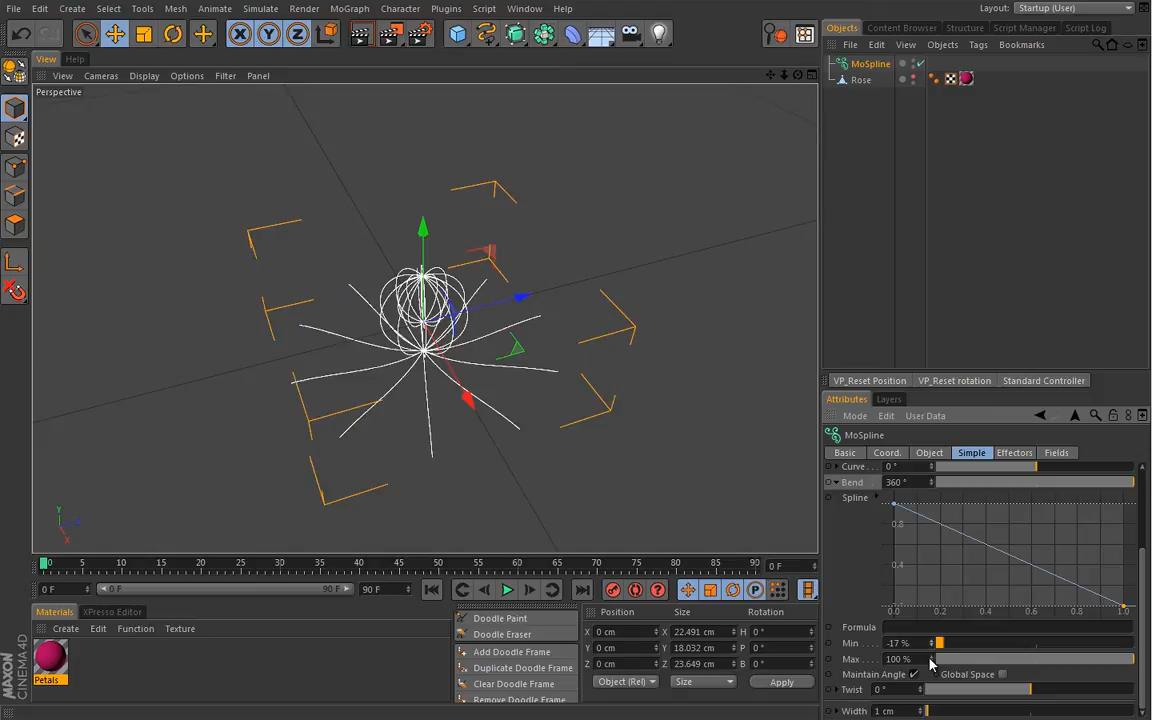 File Edit Create Select Tools Mesh Animate Simulate Render MoGraph Character Plugins Script Window Help Layout: Startup (User)
Objects Content Browser Structure Script Manager Script Log
File Edit View Objects Tags Bookmarks
View Help
View Cameras Display Options Filter Panel
Perspective
MoSpline
Rose
VP_Reset Position VP_Reset rotation Standard Controller
Attributes Layers
Mode Edit User Data
MoSpline
Basic Coord. Object Simple Effectors Fields
Curve . . . 0 °
Bend 360 °
Spline
0.8
0.4
0.0 0.2 0.4 0.6 0.8 1.0
Formula
Min . . . . -17 %
Max . . . . 100 %
Maintain Angle Global Space
Twist 0 °
Width 1 cm
Y
Z
X
0 5 10 15 20 25 30 35 40 45 50 55 60 65 70 75 80 85 90 0 F
0 F 0 F 90 F 90 F
Materials XPresso Editor
Create Edit Function Texture
Petals
Doodle Paint
Doodle Eraser
Add Doodle Frame
Duplicate Doodle Frame
Clear Doodle Frame
Remove Doodle Frame
Position Size Rotation
X 0 cm X 22.491 cm H 0 °
Y 0 cm Y 18.032 cm P 0 °
Z 0 cm Z 23.649 cm B 0 °
Object (Rel) Size Apply
MAXON
CINEMA 4D